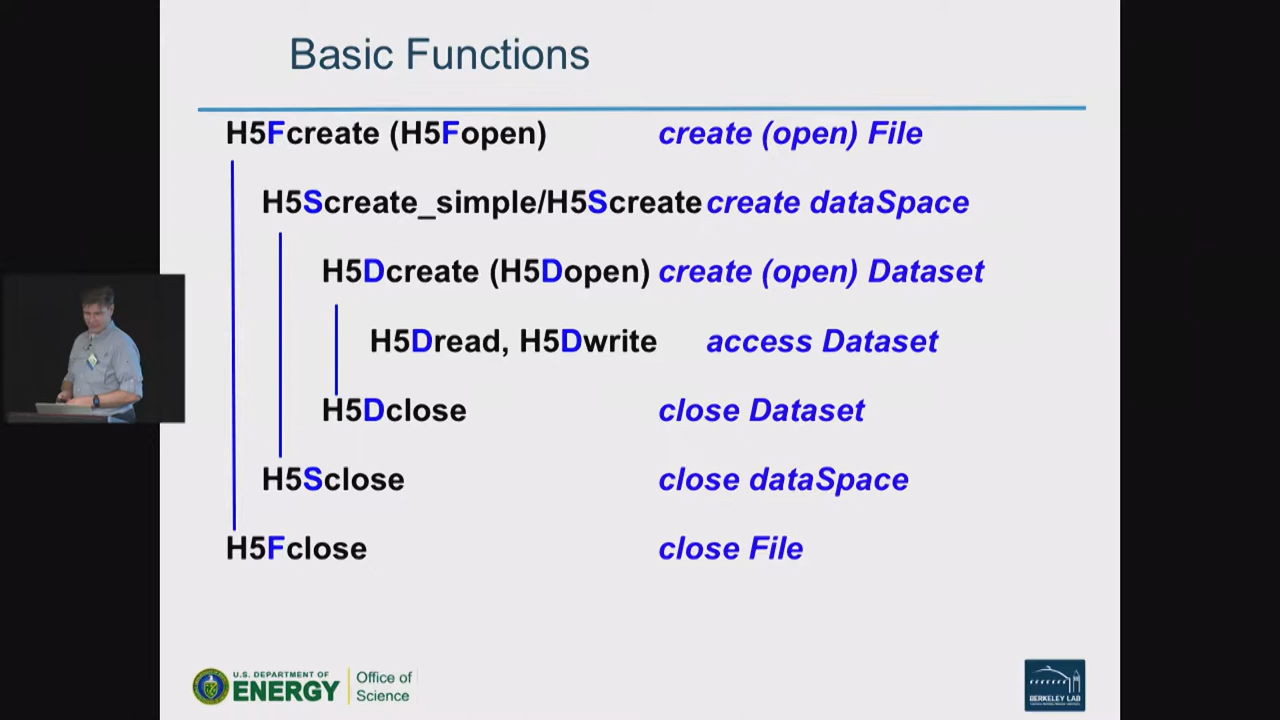 Basic Functions
H5Fcreate (H5Fopen) create (open) File
H5Screate_simple/H5Screate create dataSpace
H5Dcreate (H5Dopen) create (open) Dataset
H5Dread, H5Dwrite access Dataset
H5Dclose close Dataset
H5Sclose close dataSpace
H5Fclose close File
U.S. DEPARTMENT OF
ENERGY
Office of
Science
BERKELEY LAB